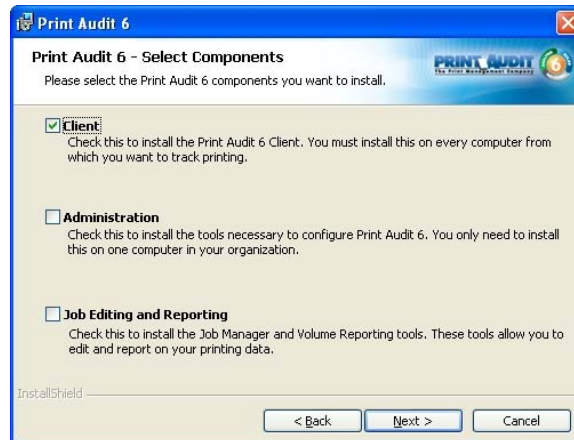 Print Audit 6
Print Audit 6 - Select Components
Please select the Print Audit 6 components you want to install.
PRINT AUDIT 6
The Print Management Company
Client
Check this to install the Print Audit 6 Client. You must install this on every computer from
which you want to track printing.
Administration
Check this to install the tools necessary to configure Print Audit 6. You only need to install
this on one computer in your organization.
Job Editing and Reporting
Check this to install the Job Manager and Volume Reporting tools. These tools allow you to
edit and report on your printing data.
InstallShield
< Back
Next >
Cancel